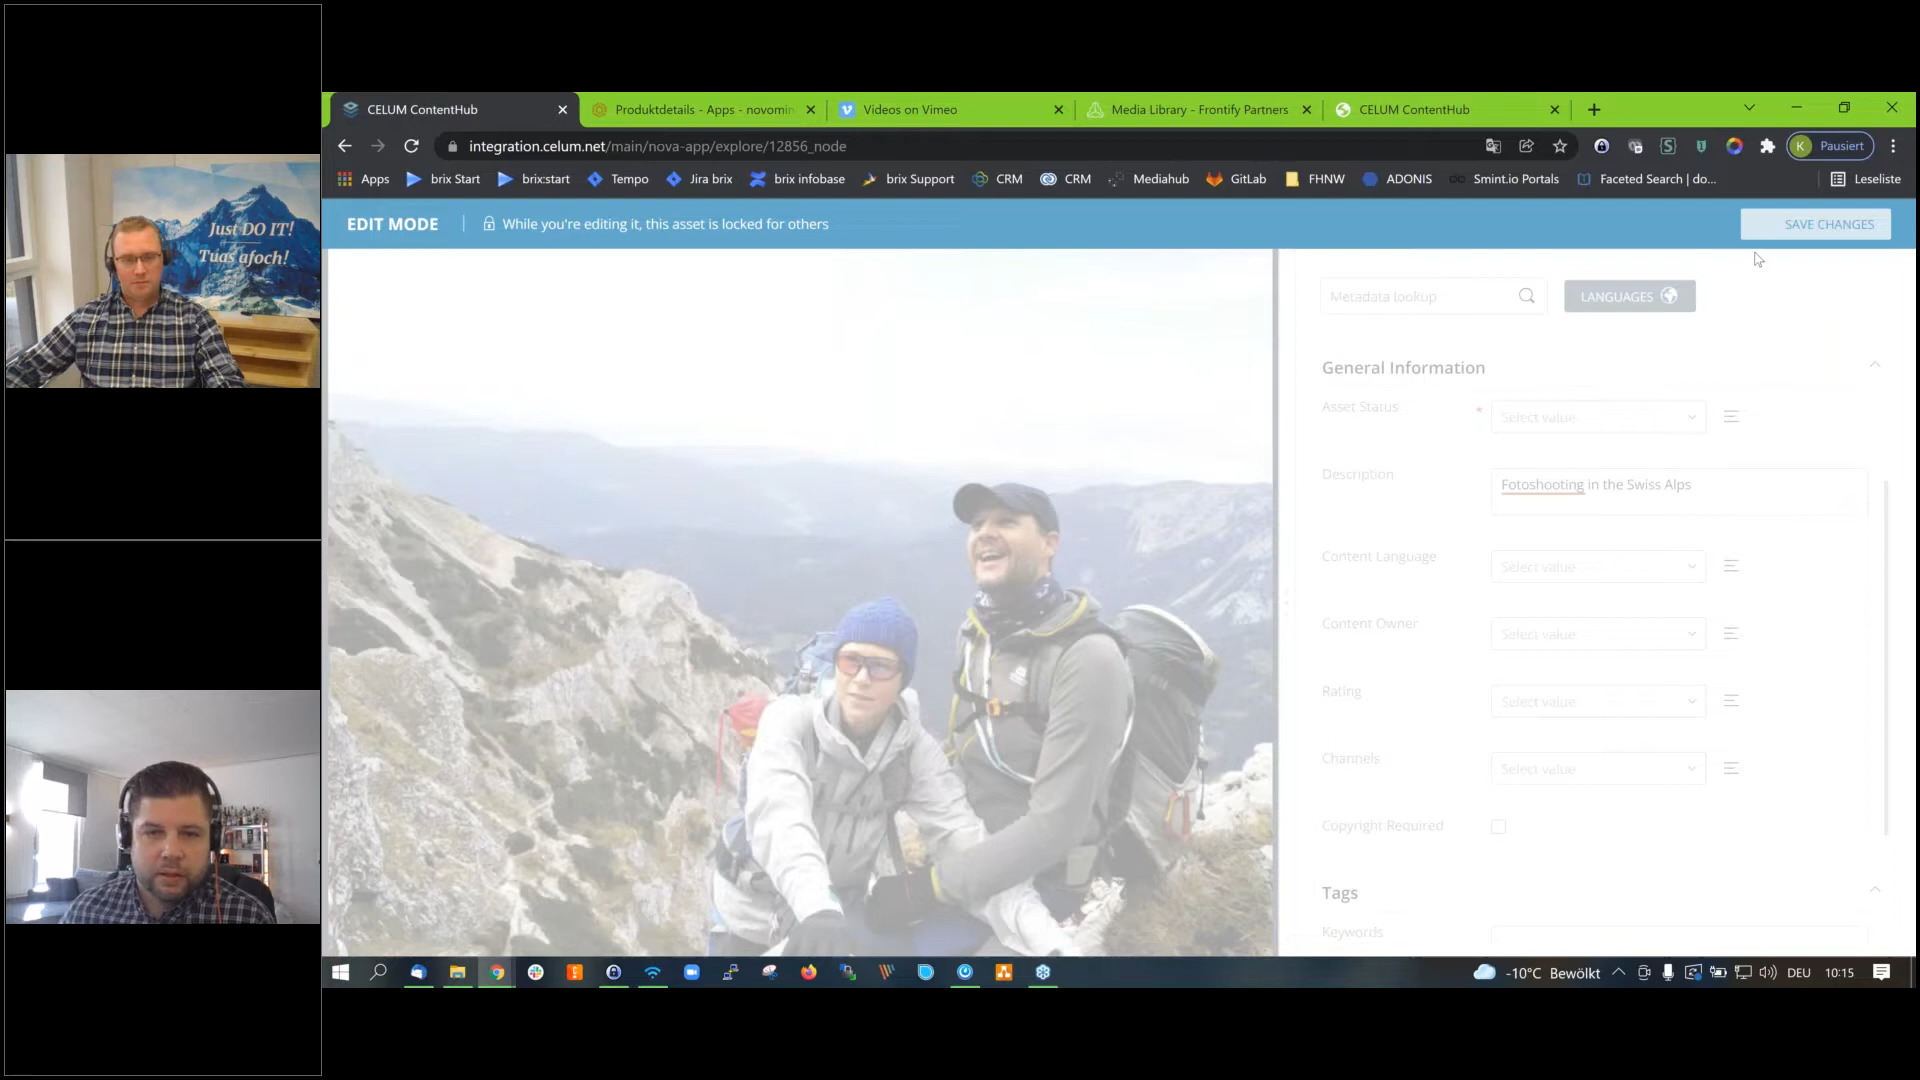 Just DO IT!
Tuas afoch!
CELUM ContentHub
Produktdetails - Apps - novomin
Videos on Vimeo
Media Library - Frontify Partners
CELUM ContentHub
integration.celum.net/main/nova-app/explore/12856_node
K Pausiert
Apps
brix Start
brix:start
Tempo
Jira brix
brix infobase
brix Support
CRM
CRM
Mediahub
GitLab
FHNW
ADONIS
Smint.io Portals
Faceted Search | do...
Leseliste
EDIT MODE
While you're editing it, this asset is locked for others
SAVE CHANGES
Metadata lookup
LANGUAGES
General Information
Asset Status
* Select value
Description
Fotoshooting in the Swiss Alps
Content Language
Select value
Content Owner
Select value
Rating
Select value
Channels
Select value
Copyright Required
Tags
Keywords
-10°C Bewölkt
DEU
10:15